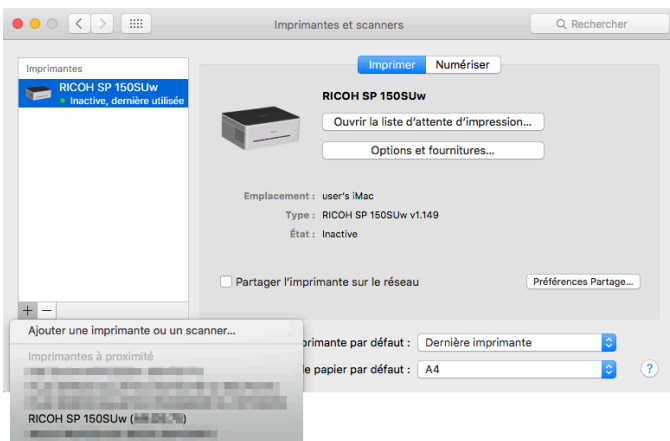 Imprimantes et scanners
Rechercher
Imprimantes
RICOH SP 150SUw
Inactive, dernière utilisée
Imprimer
Numériser
RICOH SP 150SUw
Ouvrir la liste d'attente d'impression...
Options et fournitures...
Emplacement : user's iMac
Type : RICOH SP 150SUw v1.149
État : Inactive
Partager l'imprimante sur le réseau
Préférences Partage...
+ −
Ajouter une imprimante ou un scanner...
Imprimantes à proximité
RICOH SP 150SUw ( )
rimante par défaut : Dernière imprimante
le papier par défaut : A4
?